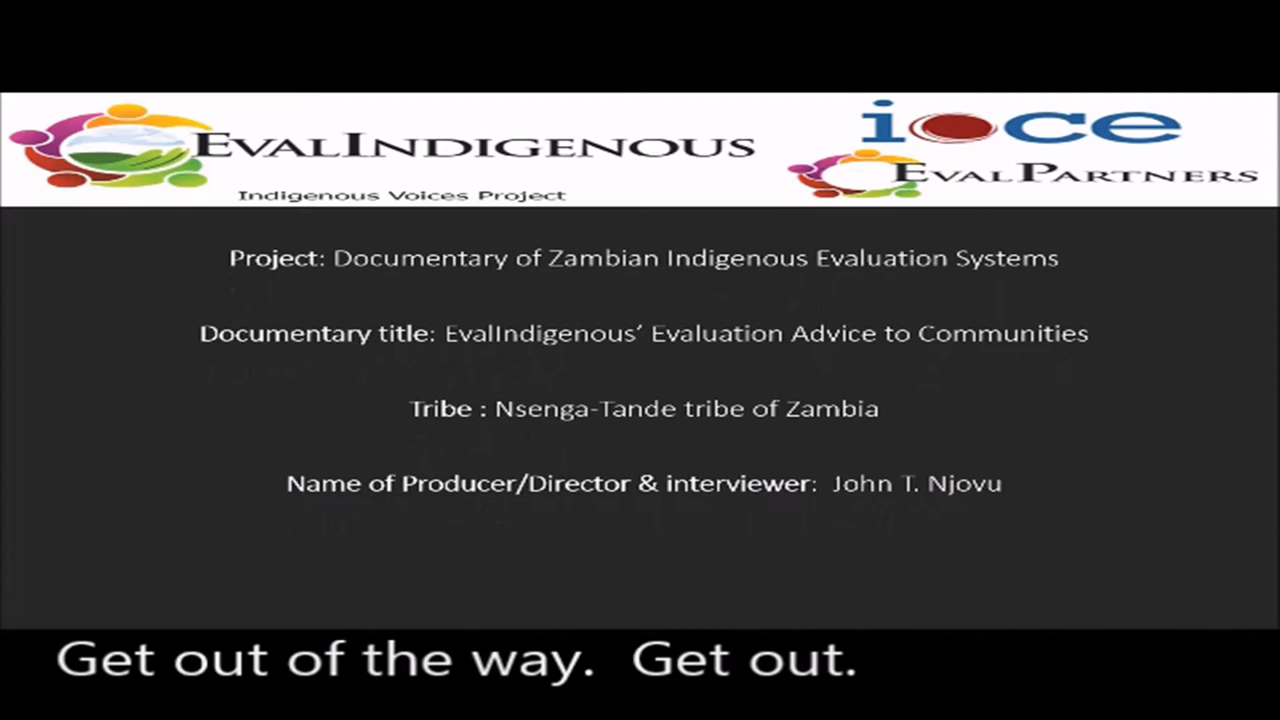 EVALINDIGENOUS
Indigenous Voices Project
ioce
EVALPARTNERS
Project: Documentary of Zambian Indigenous Evaluation Systems
Documentary title: EvalIndigenous’ Evaluation Advice to Communities
Tribe : Nsenga-Tande tribe of Zambia
Name of Producer/Director & interviewer: John T. Njovu
Get out of the way. Get out.